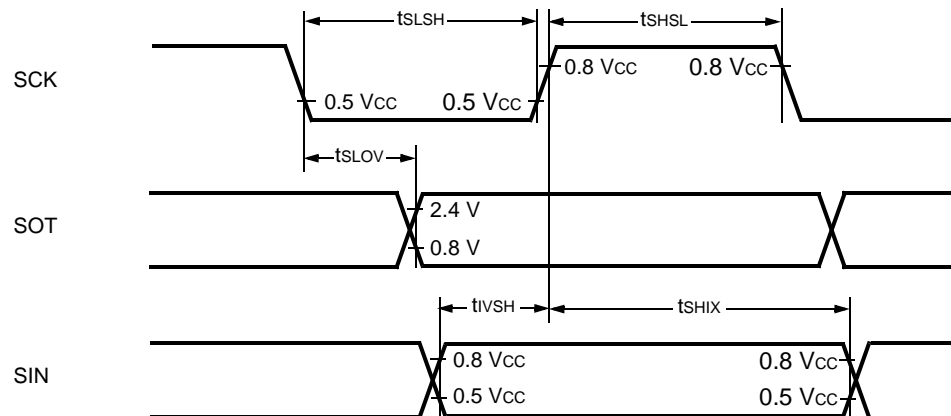 tSLSH tSHSL
SCK
0.8 VCC 0.8 VCC
0.5 VCC 0.5 VCC
tSLOV
SOT
2.4 V
0.8 V
tIVSH tSHIX
SIN
0.8 VCC 0.8 VCC
0.5 VCC 0.5 VCC